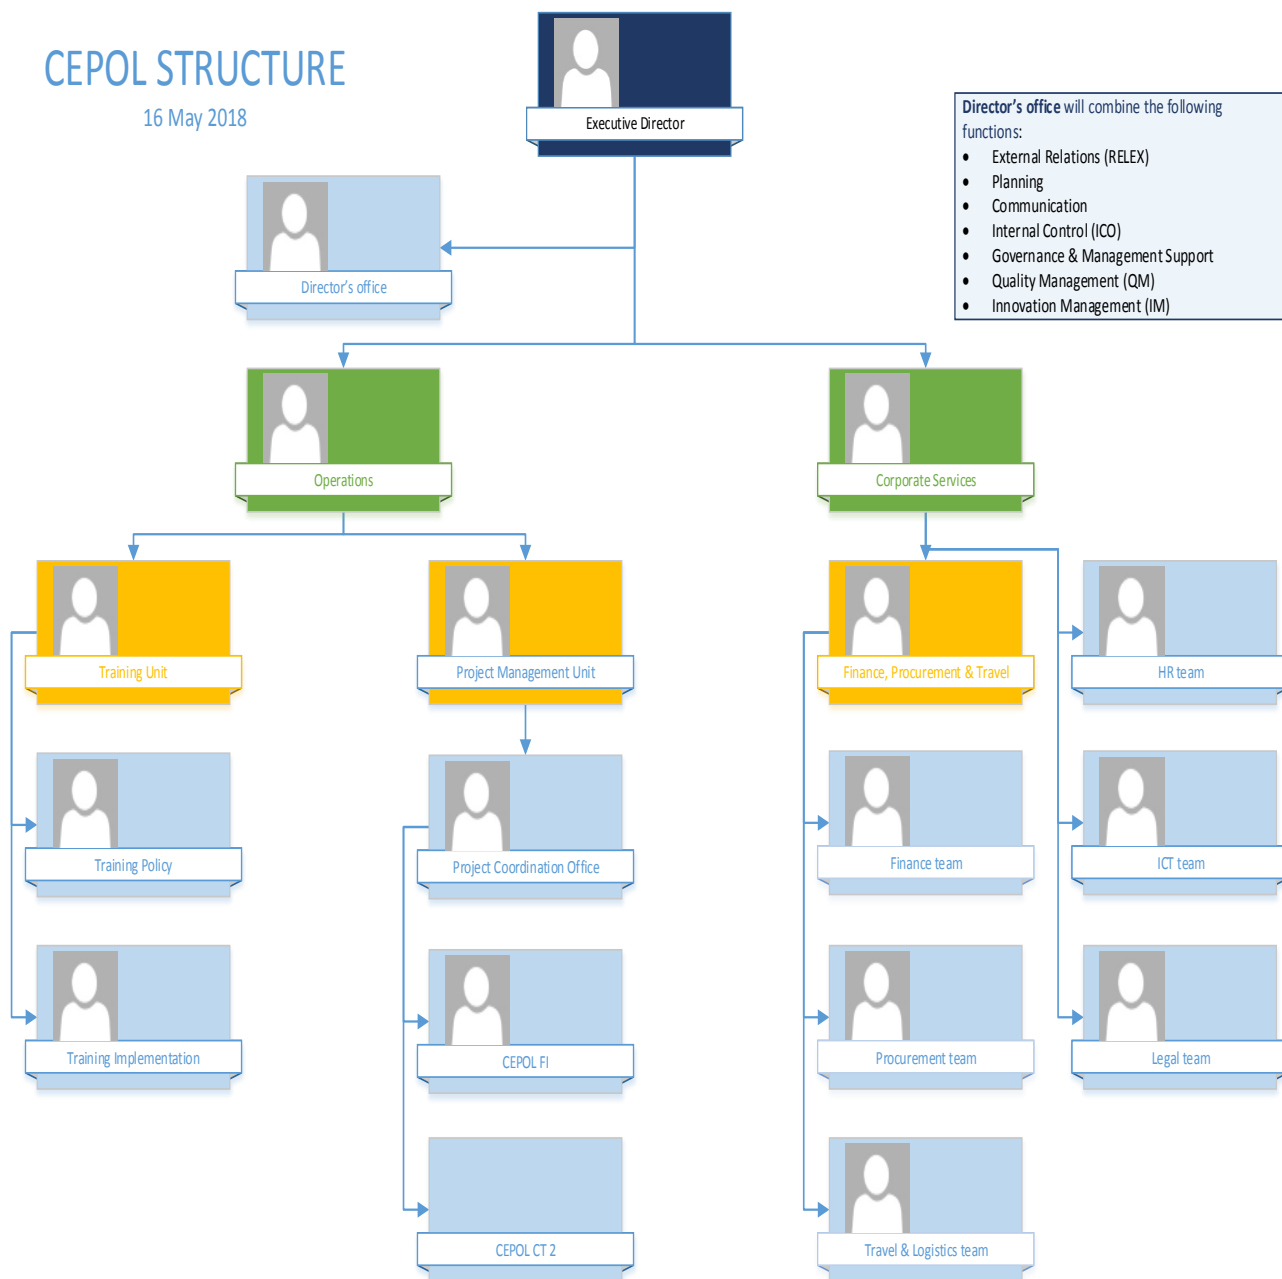 CEPOL STRUCTURE
16 May 2018
Executive Director
Director's office will combine the following
functions:
• External Relations (RELEX)
• Planning
• Communication
• Internal Control (ICO)
• Governance & Management Support
• Quality Management (QM)
• Innovation Management (IM)
Director's office
Operations
Corporate Services
Training Unit
Project Management Unit
Finance, Procurement & Travel
HR team
Training Policy
Project Coordination Office
Finance team
ICT team
Training Implementation
CEPOL FI
Procurement team
Legal team
CEPOL CT 2
Travel & Logistics team